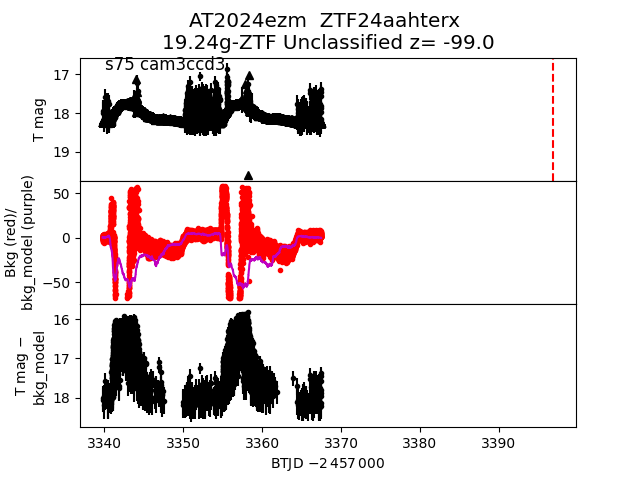 AT2024ezm  ZTF24aahterx
19.24g-ZTF Unclassified z= -99.0
s75 cam3ccd3
17
18
19
T mag
50
0
−50
Bkg (red)/
bkg_model (purple)
16
17
18
T mag −
bkg_model
3340 3350 3360 3370 3380 3390
BTJD −2 457 000